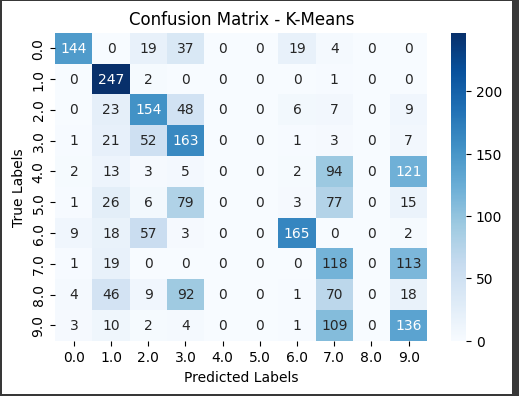 Confusion Matrix - K-Means
True Labels
0.0 144 0 19 37 0 0 19 4 0 0
1.0 0 247 2 0 0 0 0 1 0 0
2.0 0 23 154 48 0 0 6 7 0 9
3.0 1 21 52 163 0 0 1 3 0 7
4.0 2 13 3 5 0 0 0 94 0 121
5.0 1 26 6 79 0 0 3 77 0 15
6.0 9 18 57 3 0 0 165 0 0 2
7.0 1 19 0 0 0 0 0 118 0 113
8.0 4 46 9 92 0 0 1 70 0 18
9.0 3 10 2 4 0 0 1 109 0 136
0.0 1.0 2.0 3.0 4.0 5.0 6.0 7.0 8.0 9.0
Predicted Labels
200
150
100
50
0